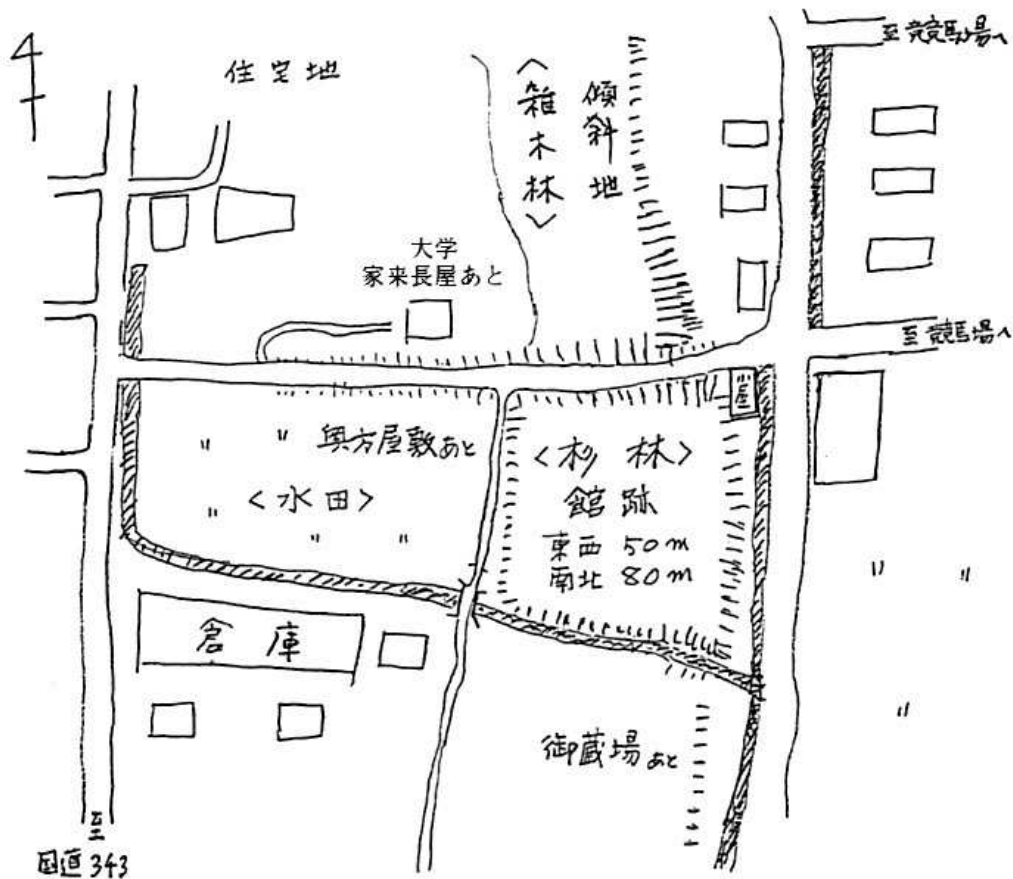 至競馬場へ
住宅地
傾斜地
<雑木林>
大学
家来長屋あと
至競馬場へ
小屋
奥方屋敷あと
<水田>
<杉林>
館跡
東西 50m
南北 80m
倉庫
御蔵場あと
至
国道343